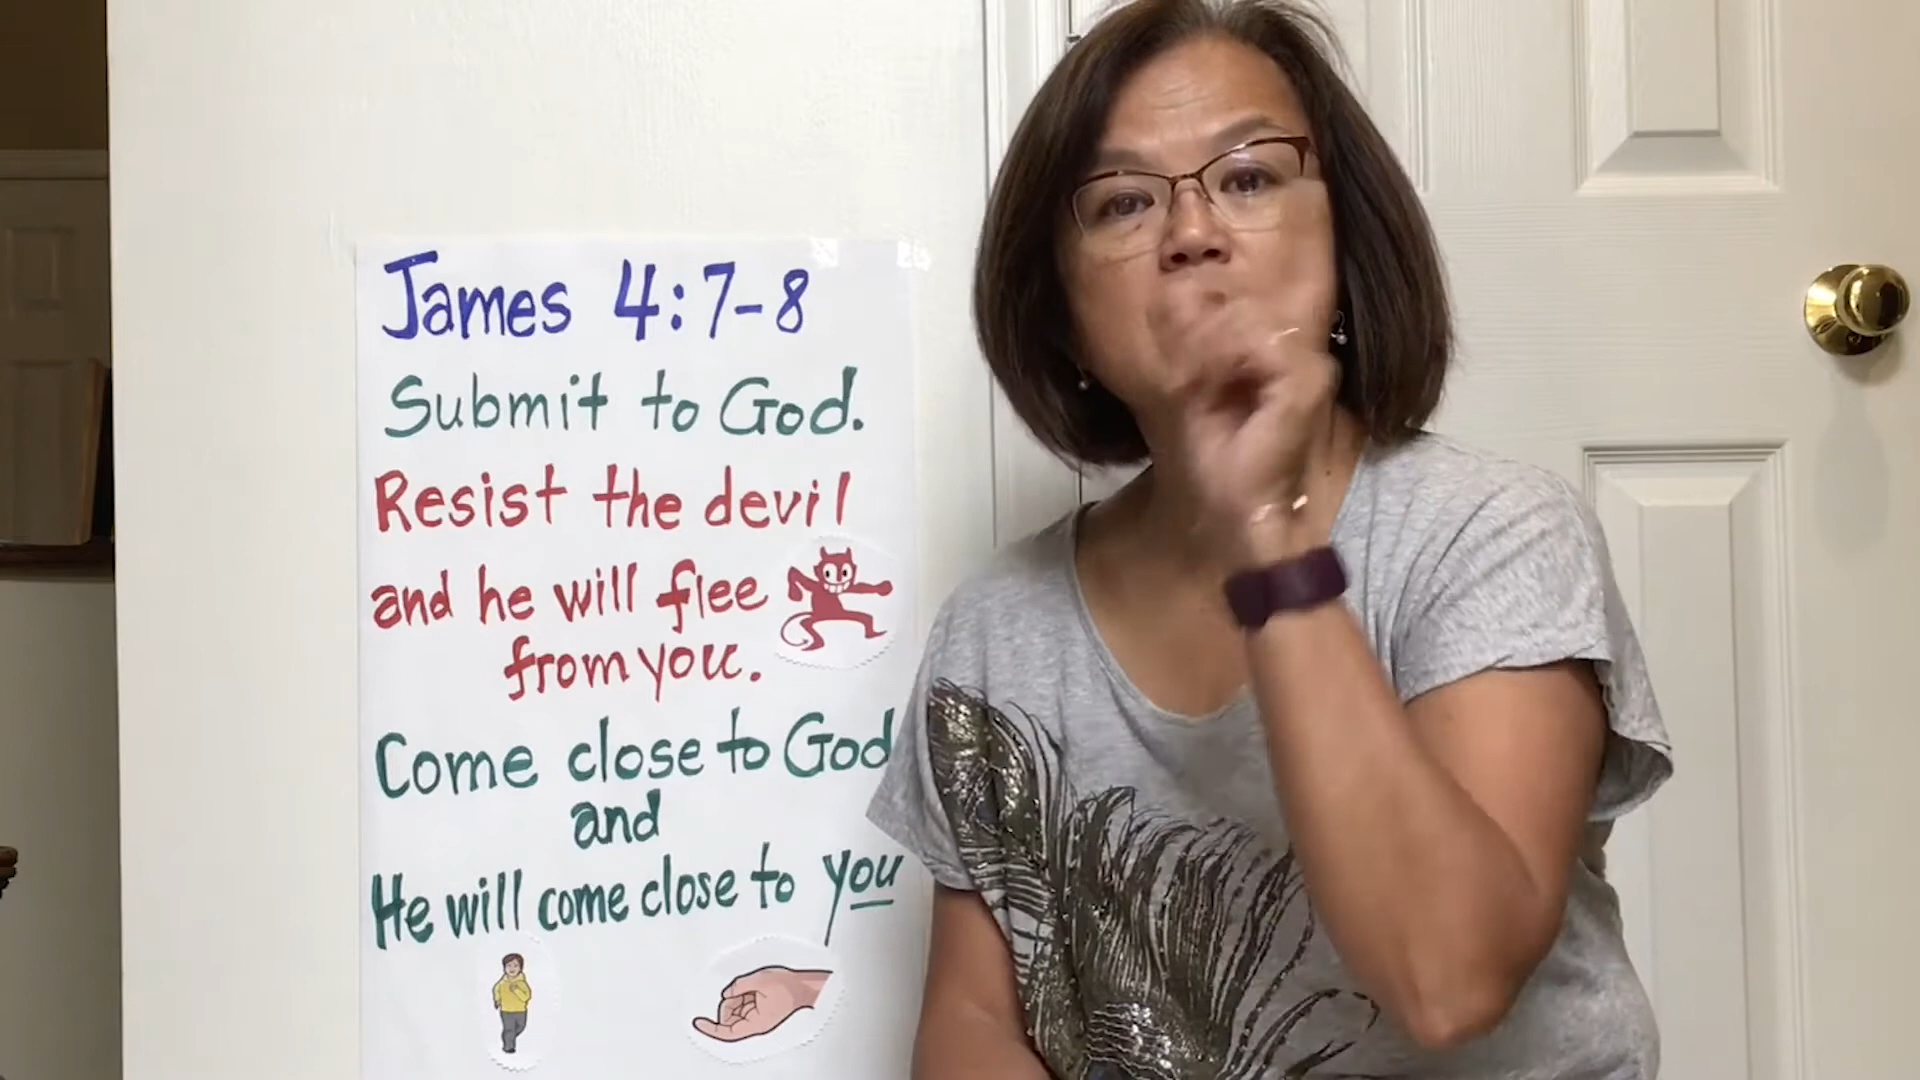 James 4:7-8
Submit to God.
Resist the devil
and he will flee
from you.
Come close to God
and
He will come close to you